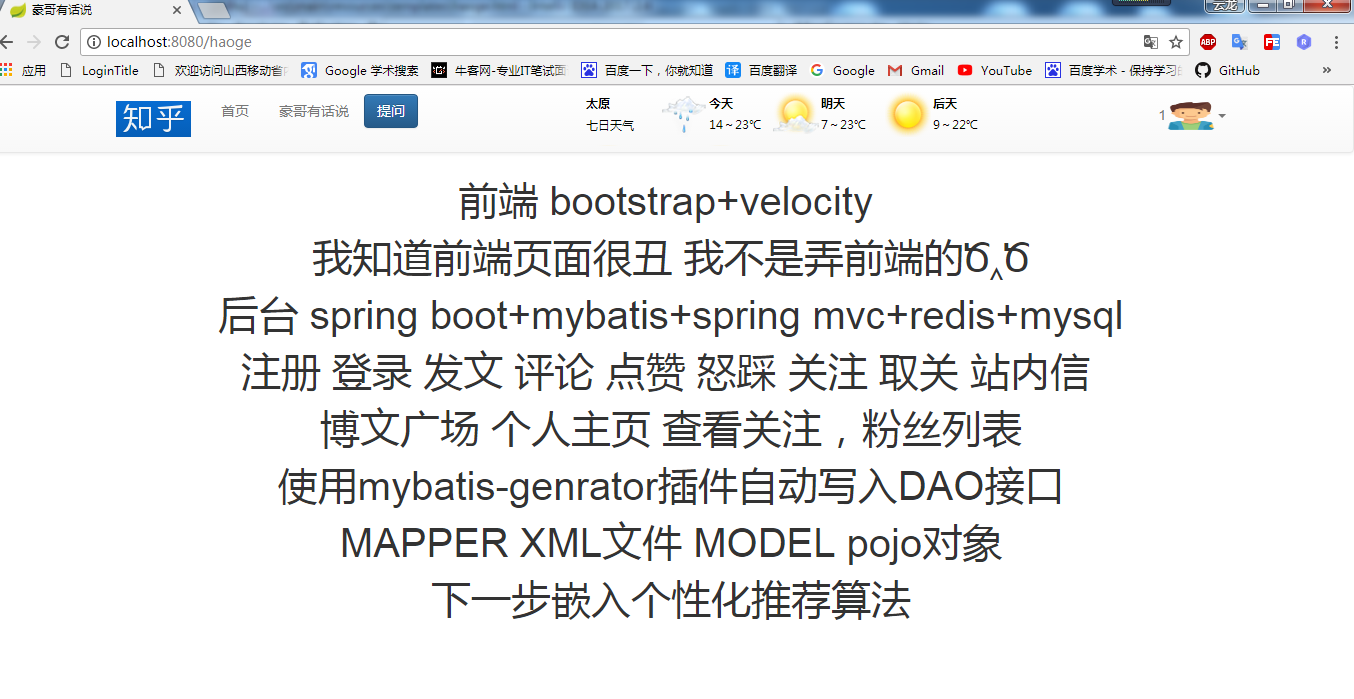 豪哥有话说
云龙
localhost:8080/haoge
ABP
FE
R
应用 LoginTitle 欢迎访问山西移动省 Google 学术搜索 牛客网-专业IT笔试面 百度一下，你就知道 译 百度翻译 Google Gmail YouTube 百度学术 - 保持学习 GitHub »
知乎 首页 豪哥有话说 提问
太原 今天 明天 后天
七日天气 14～23℃ 7～23℃ 9～22℃
1
前端 bootstrap+velocity
我知道前端页面很丑 我不是弄前端的Ծ‸Ծ
后台 spring boot+mybatis+spring mvc+redis+mysql
注册 登录 发文 评论 点赞 怒踩 关注 取关 站内信
博文广场 个人主页 查看关注，粉丝列表
使用mybatis-genrator插件自动写入DAO接口
MAPPER XML文件 MODEL pojo对象
下一步嵌入个性化推荐算法